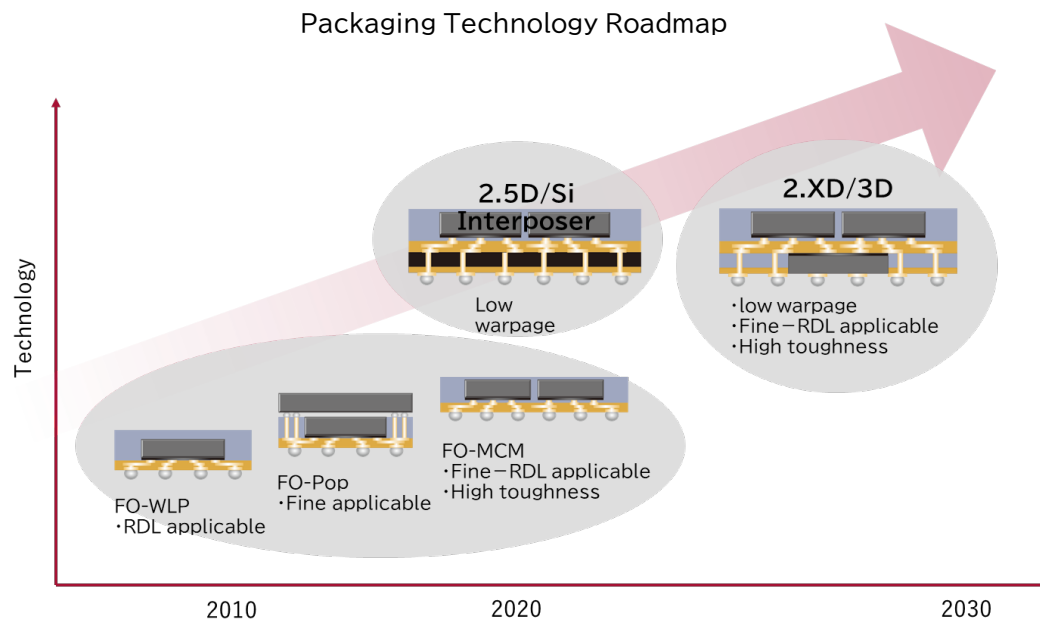 Packaging Technology Roadmap
Technology
2.5D/Si
Interposer
Low
warpage
2.XD/3D
・low warpage
・Fine－RDL applicable
・High toughness
FO-WLP
・RDL applicable
FO-Pop
・Fine applicable
FO-MCM
・Fine－RDL applicable
・High toughness
2010
2020
2030